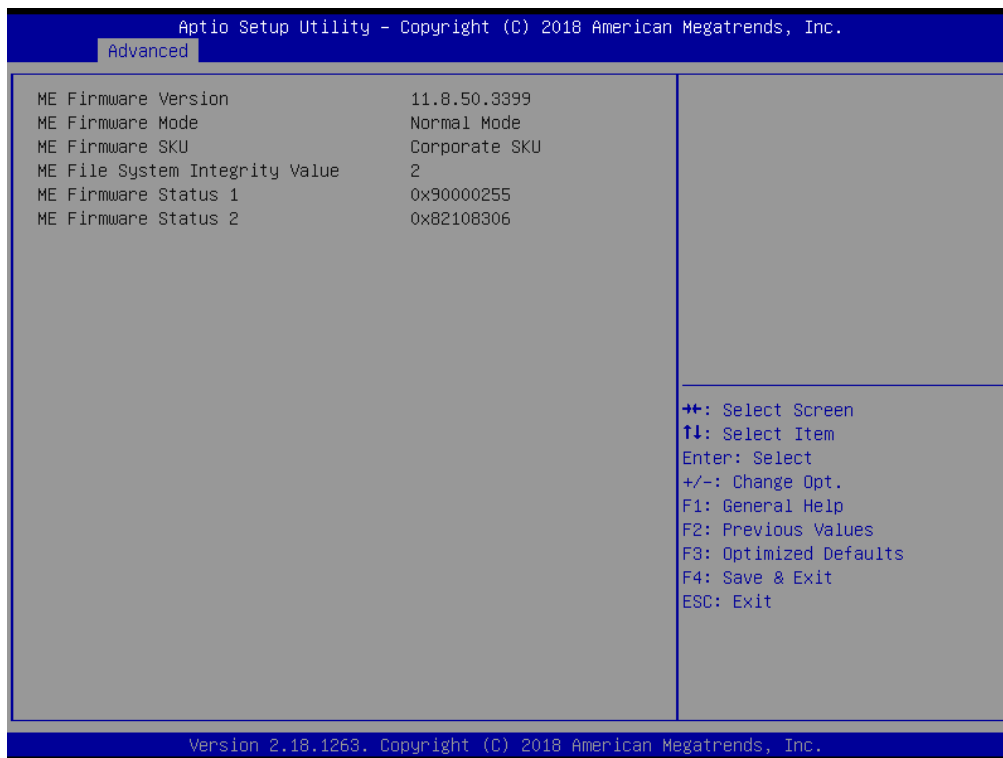 Aptio Setup Utility – Copyright (C) 2018 American Megatrends, Inc.
Advanced
ME Firmware Version 11.8.50.3399
ME Firmware Mode Normal Mode
ME Firmware SKU Corporate SKU
ME File System Integrity Value 2
ME Firmware Status 1 0x90000255
ME Firmware Status 2 0x82108306
→←: Select Screen
↑↓: Select Item
Enter: Select
+/-: Change Opt.
F1: General Help
F2: Previous Values
F3: Optimized Defaults
F4: Save & Exit
ESC: Exit
Version 2.18.1263. Copyright (C) 2018 American Megatrends, Inc.